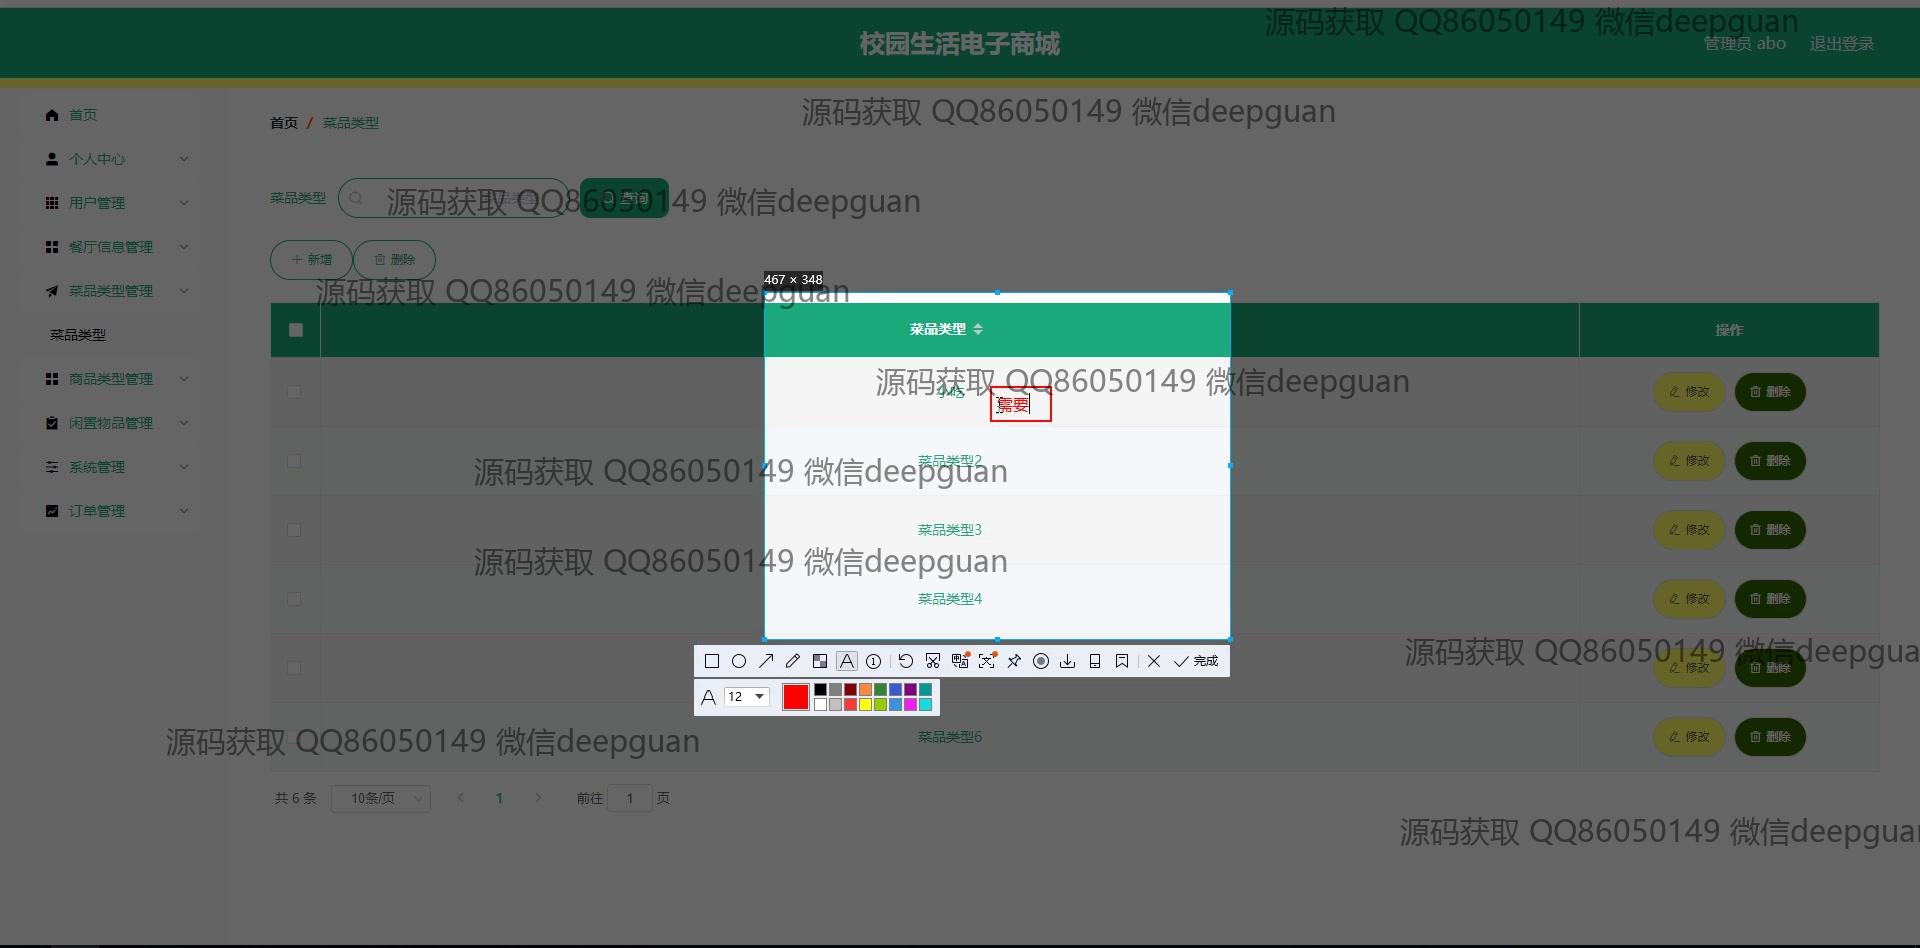 校园生活电子商城
源码获取 QQ86050149 微信deepguan
管理员 abo 退出登录
源码获取 QQ86050149 微信deepguan
首页
首页 / 菜品类型
个人中心
菜品类型
查询
源码获取 QQ86050149 微信deepguan
用户管理
餐厅信息管理
新增
删除
467 × 348
菜品类型管理
源码获取 QQ86050149 微信deepguan
菜品类型
菜品类型
操作
商品类型管理
源码获取 QQ86050149 微信deepguan
小吃
需要
修改
删除
闲置物品管理
系统管理
菜品类型2
源码获取 QQ86050149 微信deepguan
修改
删除
订单管理
菜品类型3
修改
删除
源码获取 QQ86050149 微信deepguan
菜品类型4
修改
删除
完成
源码获取 QQ86050149 微信deepgua
修改
删除
A 12
源码获取 QQ86050149 微信deepguan
菜品类型6
修改
删除
共 6 条
10条/页
1
前往 1 页
源码获取 QQ86050149 微信deepguan